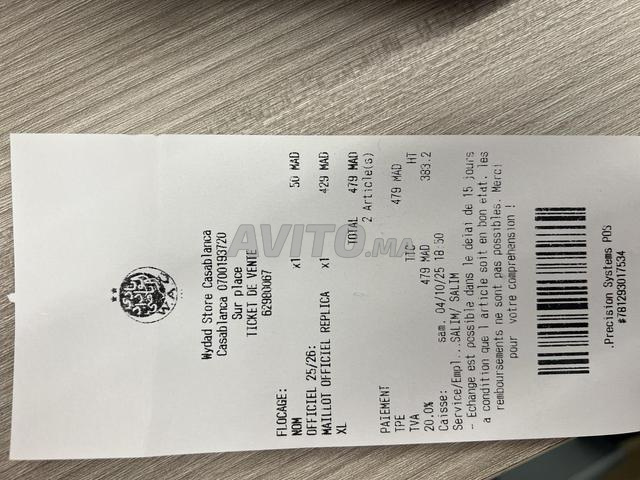 W.A.C
Wydad Store Casablanca
Casablanca 0700193720
Sur place
TICKET DE VENTE
62980067
FLOCAGE:
NOM x1 50 MAD
OFFICIEL 25/26:
MAILLOT OFFICIEL REPLICA x1 429 MAD
XL
TOTAL 479 MAD
2 Article(s)
PAIEMENT
TPE 479 MAD
TVA TTC HT
20.0% 479 MAD 383.2
Caisse: sam. 04/10/25 18:50
Service/Empl...SALIM/ SALIM
- Echange est possible dans le delai de 15 jours
a condition que l article soit en bon etat. les
remboursements ne sont pas possibles. Merci
pour votre comprehension !
.Precision Systems POS
#781293017534
AVITO.ma